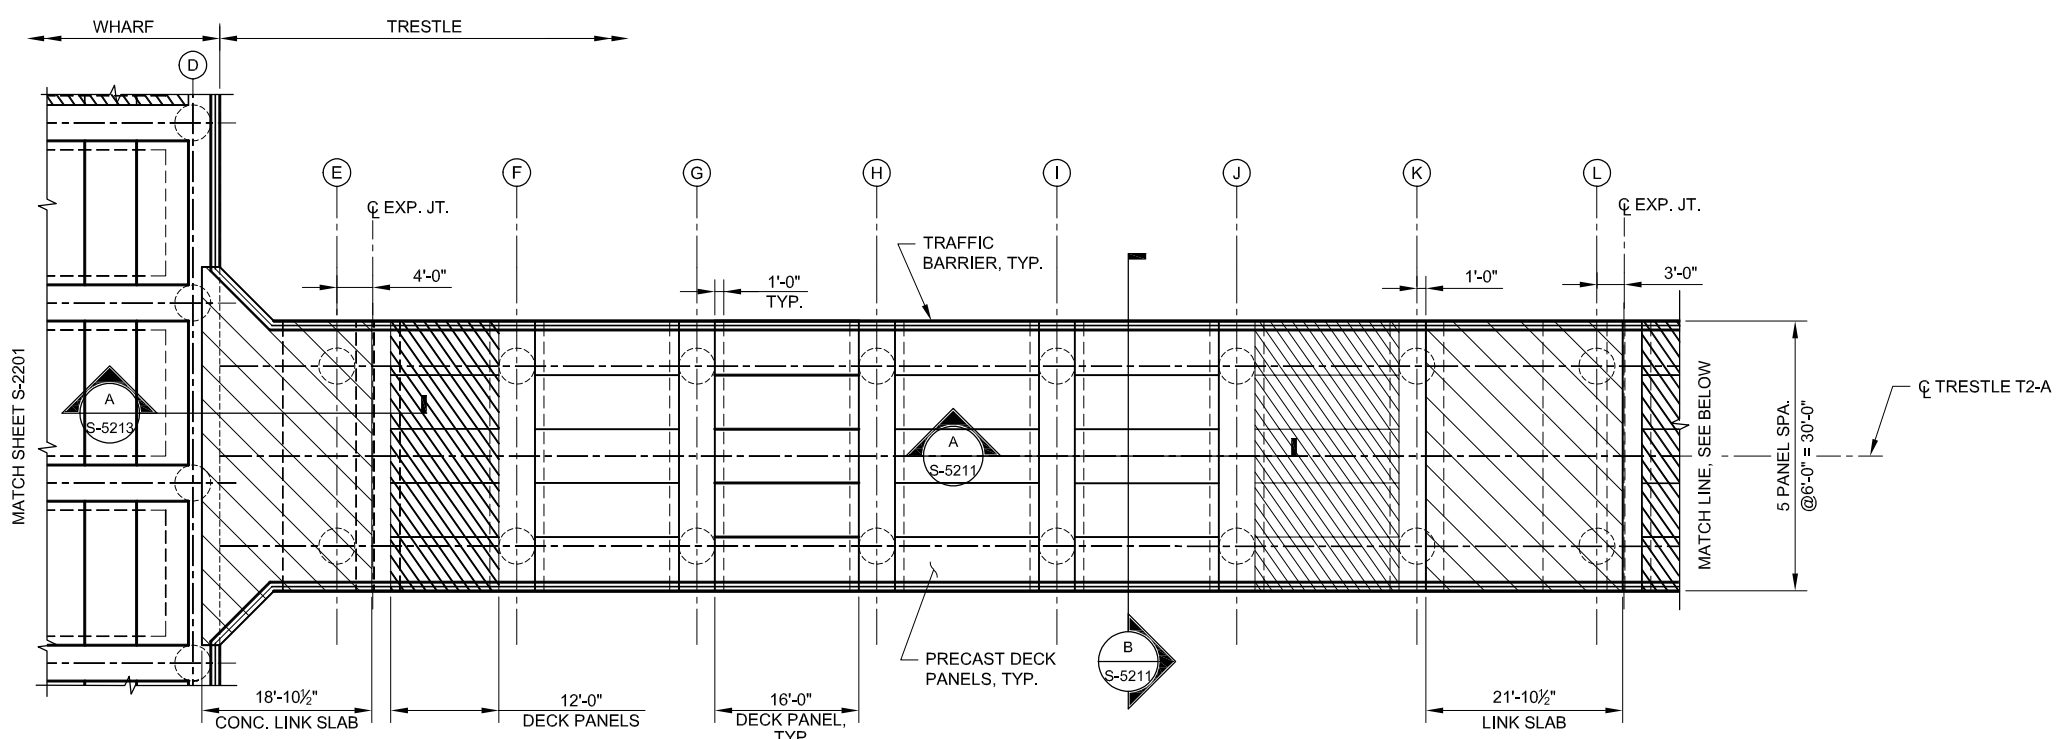 WHARF
TRESTLE
D
E
F
G
H
I
J
K
L
℄ EXP. JT.
℄ EXP. JT.
4'-0"
1'-0"
TYP.
TRAFFIC
BARRIER, TYP.
1'-0"
3'-0"
MATCH SHEET S-2201
A
S-5213
A
S-5211
MATCH LINE, SEE BELOW
5 PANEL SPA.
@6'-0" = 30'-0"
℄ TRESTLE T2-A
PRECAST DECK
PANELS, TYP.
B
S-5211
18'-10½"
CONC. LINK SLAB
12'-0"
DECK PANELS
16'-0"
DECK PANEL,
TYP
21'-10½"
LINK SLAB